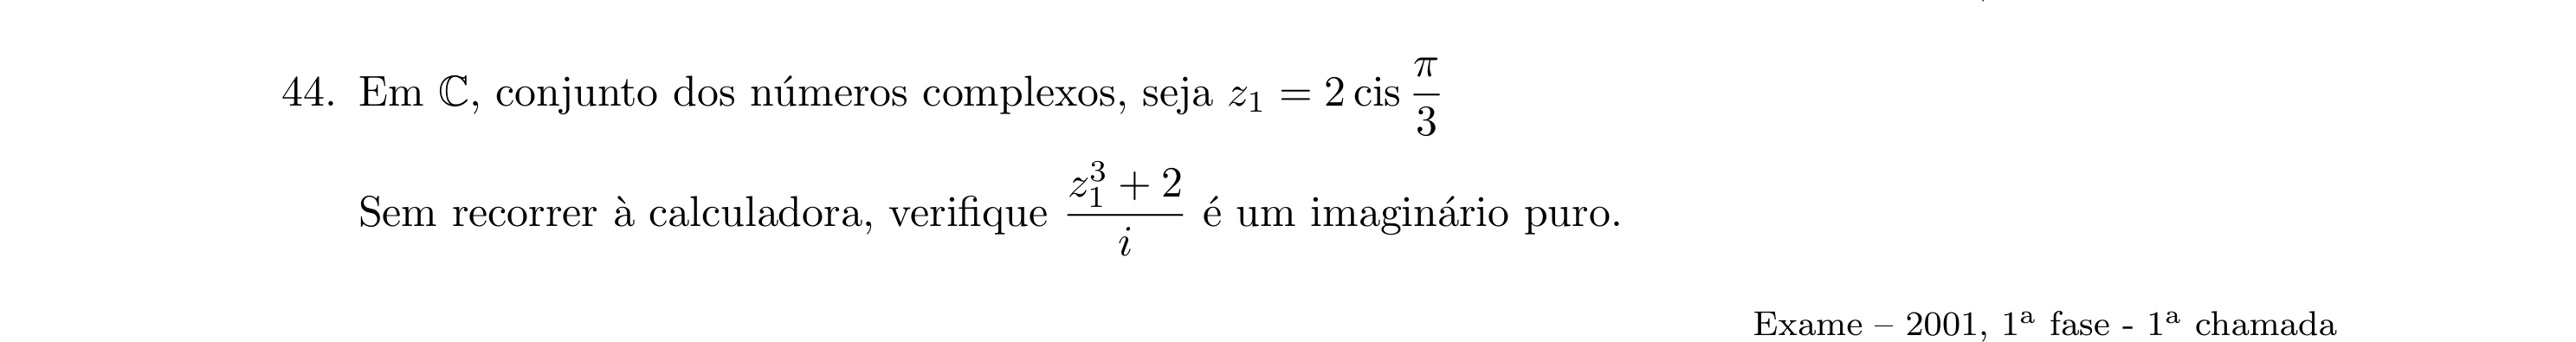 44. Em ℂ, conjunto dos números complexos, seja z₁ = 2 cis π/3
Sem recorrer à calculadora, verifique (z₁³ + 2)/i é um imaginário puro.
Exame – 2001, 1ª fase - 1ª chamada